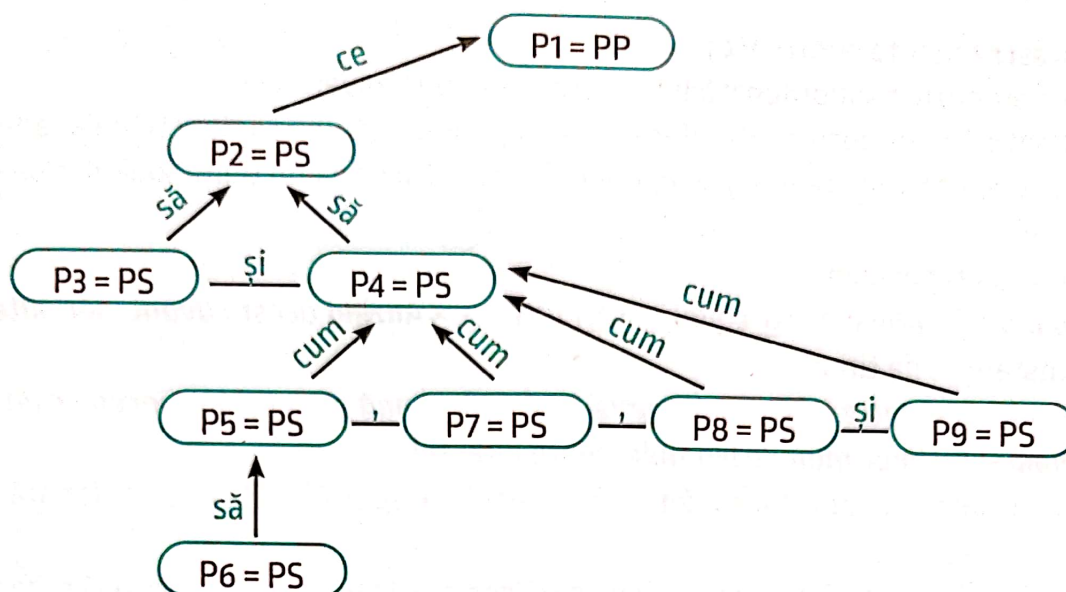 P1 = PP
ce
P2 = PS
să
să
P3 = PS
și
P4 = PS
cum
cum
cum
cum
P5 = PS
,
P7 = PS
,
P8 = PS
și
P9 = PS
să
P6 = PS